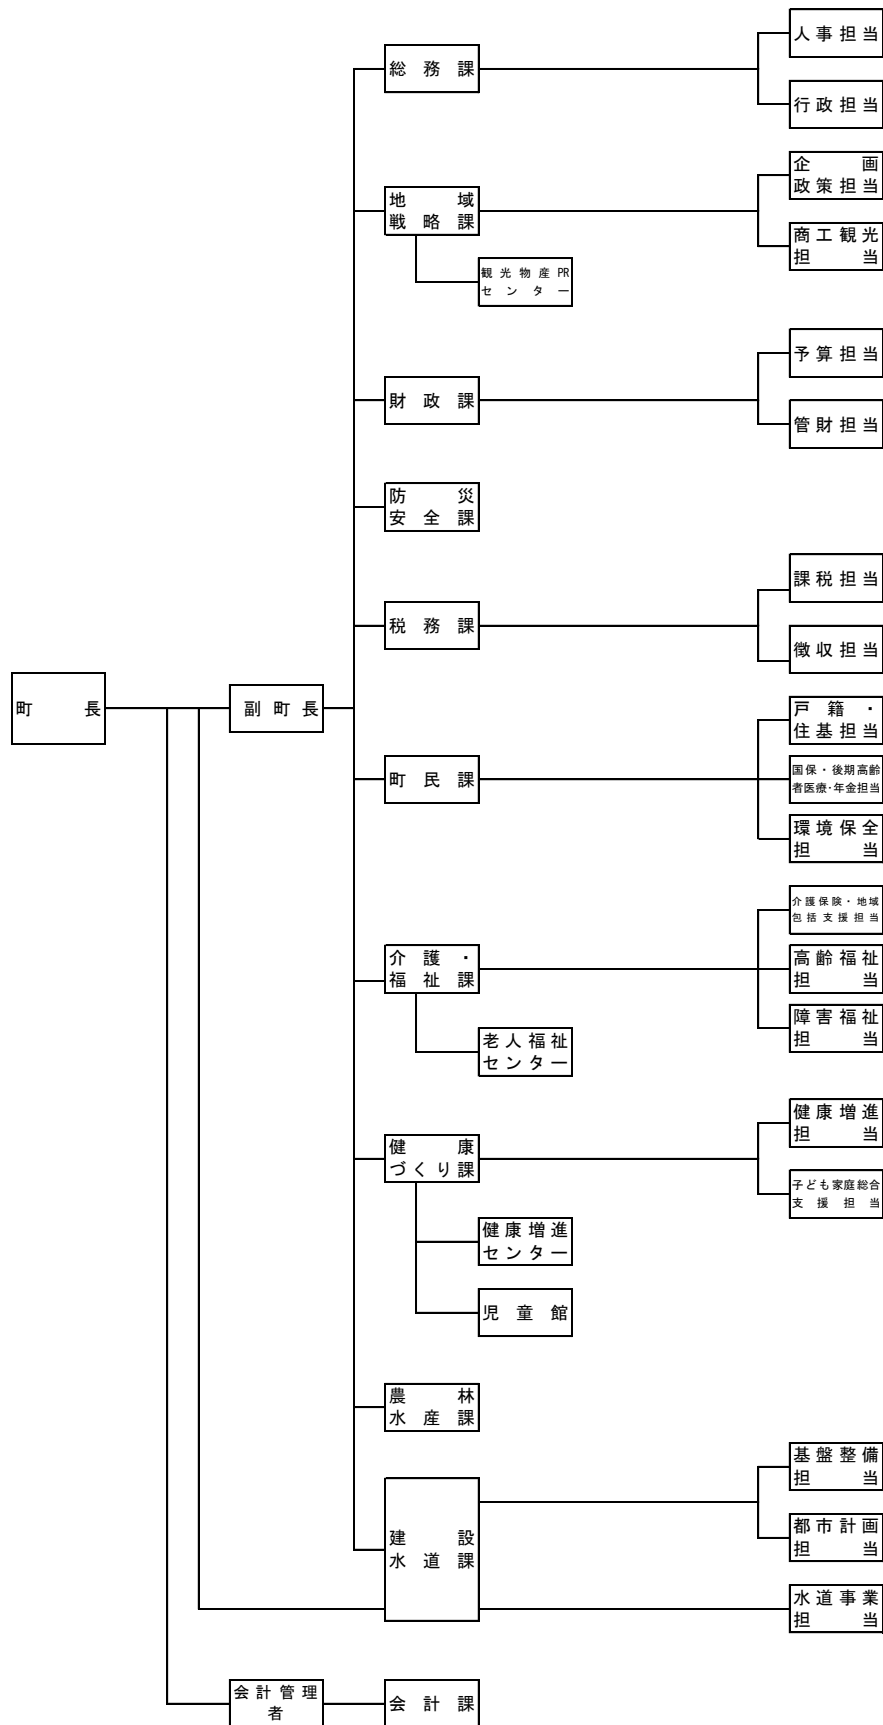 人事担当
総務課
行政担当
企画
政策担当
地域
戦略課
商工観光
担当
観光物産PR
センター
予算担当
財政課
管財担当
防災
安全課
課税担当
税務課
徴収担当
町長
副町長
戸籍・
住基担当
町民課
国保・後期高齢
者医療・年金担当
環境保全
担当
介護保険・地域
包括支援担当
介護・
福祉課
高齢福祉
担当
障害福祉
担当
老人福祉
センター
健康増進
担当
健康
づくり課
子ども家庭総合
支援担当
健康増進
センター
児童館
農林
水産課
基盤整備
担当
建設
水道課
都市計画
担当
水道事業
担当
会計管理
者
会計課